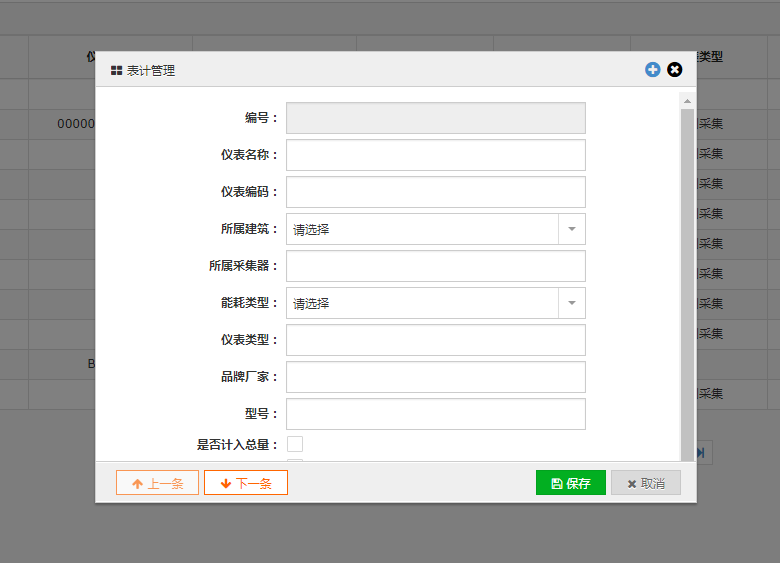 表计管理
编号：
仪表名称：
仪表编码：
所属建筑：
请选择
所属采集器：
能耗类型：
请选择
仪表类型：
品牌厂家：
型号：
是否计入总量：
上一条
下一条
保存
取消
00000
类型
采集
采集
采集
采集
采集
采集
采集
采集
B
采集